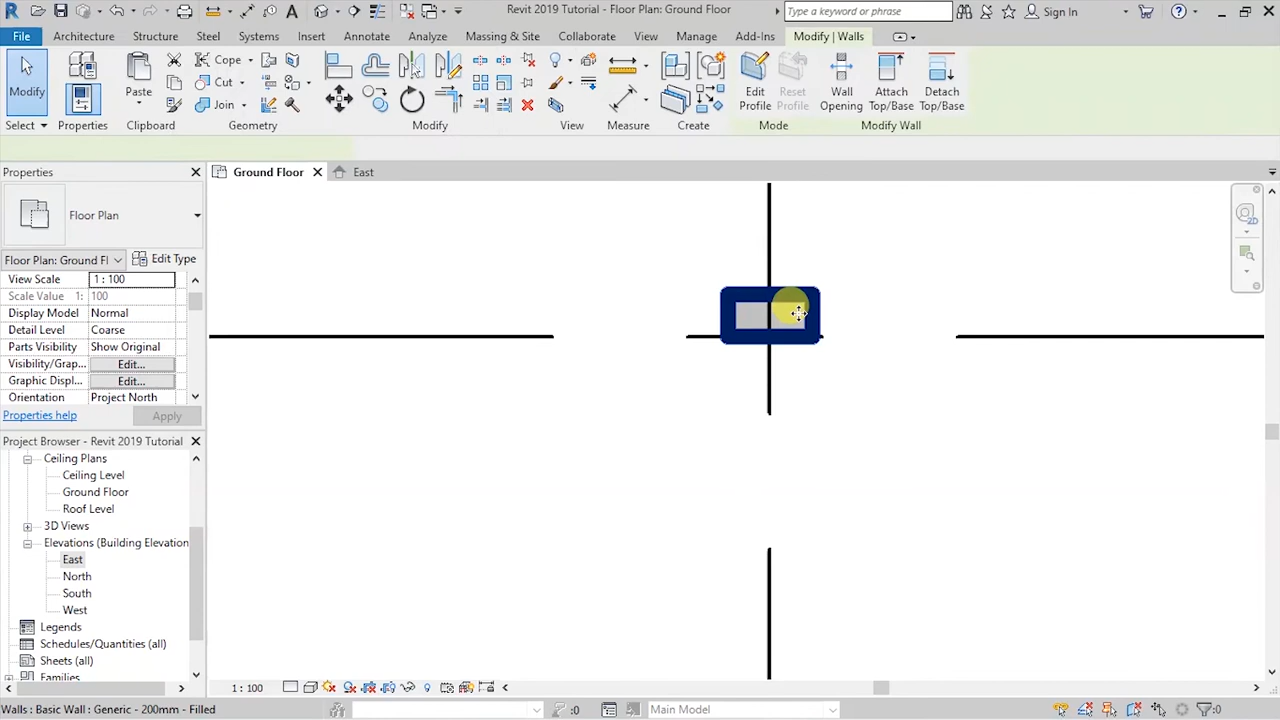 Revit 2019 Tutorial - Floor Plan: Ground Floor
Type a keyword or phrase
Sign In
File Architecture Structure Steel Systems Insert Annotate Analyze Massing & Site Collaborate View Manage Add-Ins Modify | Walls
Modify
Paste
Cope
Cut
Join
Edit Profile
Reset Profile
Wall Opening
Attach Top/Base
Detach Top/Base
Select Properties Clipboard Geometry Modify View Measure Create Mode Modify Wall
Properties
Ground Floor
East
Floor Plan
Floor Plan: Ground Fl
Edit Type
View Scale 1 : 100
Scale Value 1: 100
Display Model Normal
Detail Level Coarse
Parts Visibility Show Original
Visibility/Grap... Edit...
Graphic Displ... Edit...
Orientation Project North
Properties help Apply
Project Browser - Revit 2019 Tutorial
Ceiling Plans
Ceiling Level
Ground Floor
Roof Level
3D Views
Elevations (Building Elevation
East
North
South
West
Legends
Schedules/Quantities (all)
Sheets (all)
Families
2D
1 : 100
Walls : Basic Wall : Generic - 200mm - Filled
:0
Main Model
:0